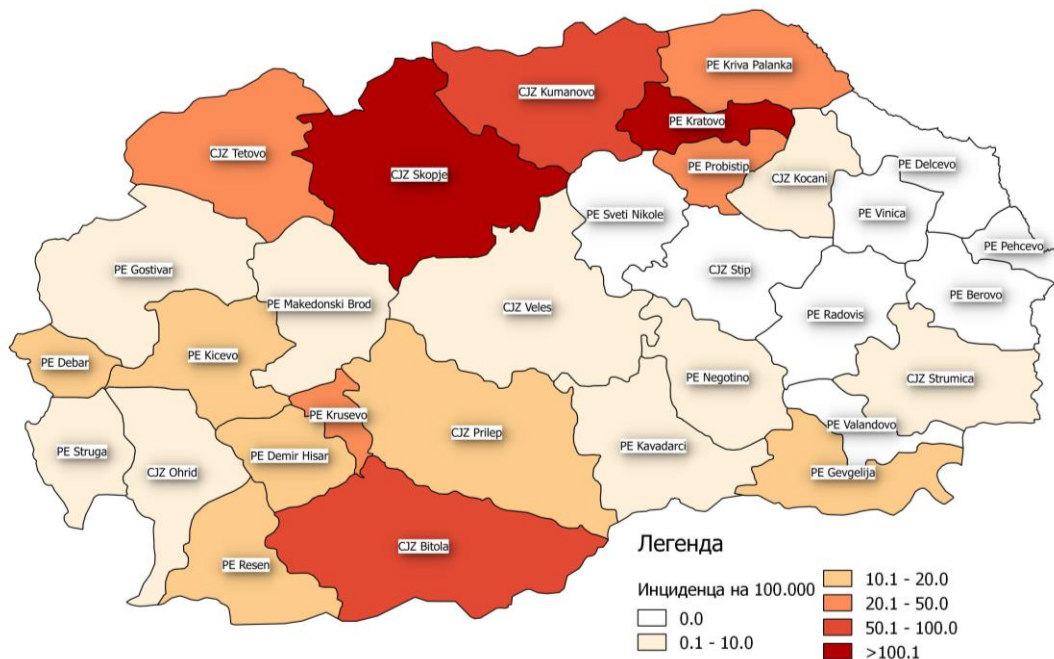 PE Kriva Palanka
CJZ Kumanovo
PE Kratovo
CJZ Tetovo
PE Probistip
PE Delcevo
CJZ Skopje
CJZ Kocani
PE Vinica
PE Sveti Nikole
PE Pehcevo
PE Gostivar
CJZ Stip
PE Berovo
PE Makedonski Brod
CJZ Veles
PE Radovis
PE Kicevo
PE Debar
PE Negotino
CJZ Strumica
PE Krusevo
PE Valandovo
CJZ Prilep
PE Struga
PE Demir Hisar
PE Kavadarci
CJZ Ohrid
PE Gevgelija
CJZ Bitola
PE Resen
Легенда
Инциденца на 100.000
0.0
0.1 - 10.0
10.1 - 20.0
20.1 - 50.0
50.1 - 100.0
>100.1